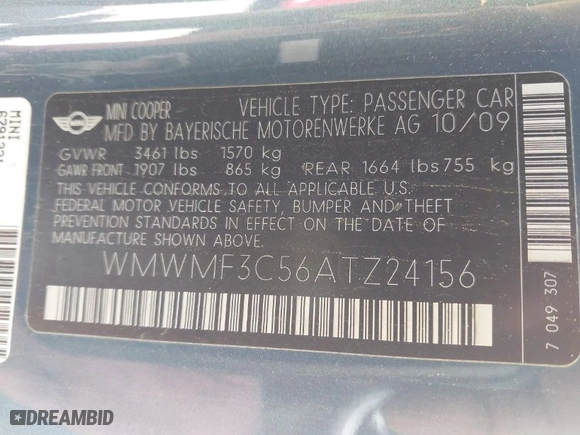 MINI COOPER
VEHICLE TYPE: PASSENGER CAR
MFD BY BAYERISCHE MOTORENWERKE AG 10/09
GVWR 3461 lbs 1570 kg
GAWR FRONT 1907 lbs 865 kg REAR 1664 lbs 755 kg
THIS VEHICLE CONFORMS TO ALL APPLICABLE U.S.
FEDERAL MOTOR VEHICLE SAFETY, BUMPER AND THEFT
PREVENTION STANDARDS IN EFFECT ON THE DATE OF
MANUFACTURE SHOWN ABOVE.
WMWMF3C56ATZ24156
7 049 307
MINI
MINI
DREAMBID